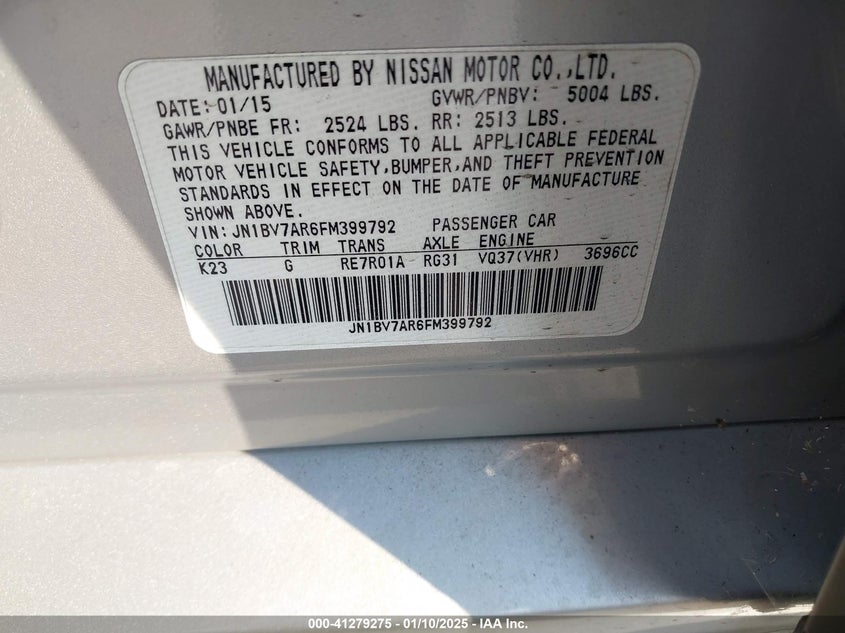 MANUFACTURED BY NISSAN MOTOR CO.,LTD.
DATE: 01/15 GVWR/PNBV: 5004 LBS.
GAWR/PNBE FR: 2524 LBS. RR: 2513 LBS.
THIS VEHICLE CONFORMS TO ALL APPLICABLE FEDERAL
MOTOR VEHICLE SAFETY,BUMPER,AND THEFT PREVENTION
STANDARDS IN EFFECT ON THE DATE OF MANUFACTURE
SHOWN ABOVE.
VIN: JN1BV7AR6FM399792 PASSENGER CAR
COLOR TRIM TRANS AXLE ENGINE
K23 G RE7R01A RG31 VQ37(VHR) 3696CC
JN1BV7AR6FM399792
000-41279275 - 01/10/2025 - IAA Inc.